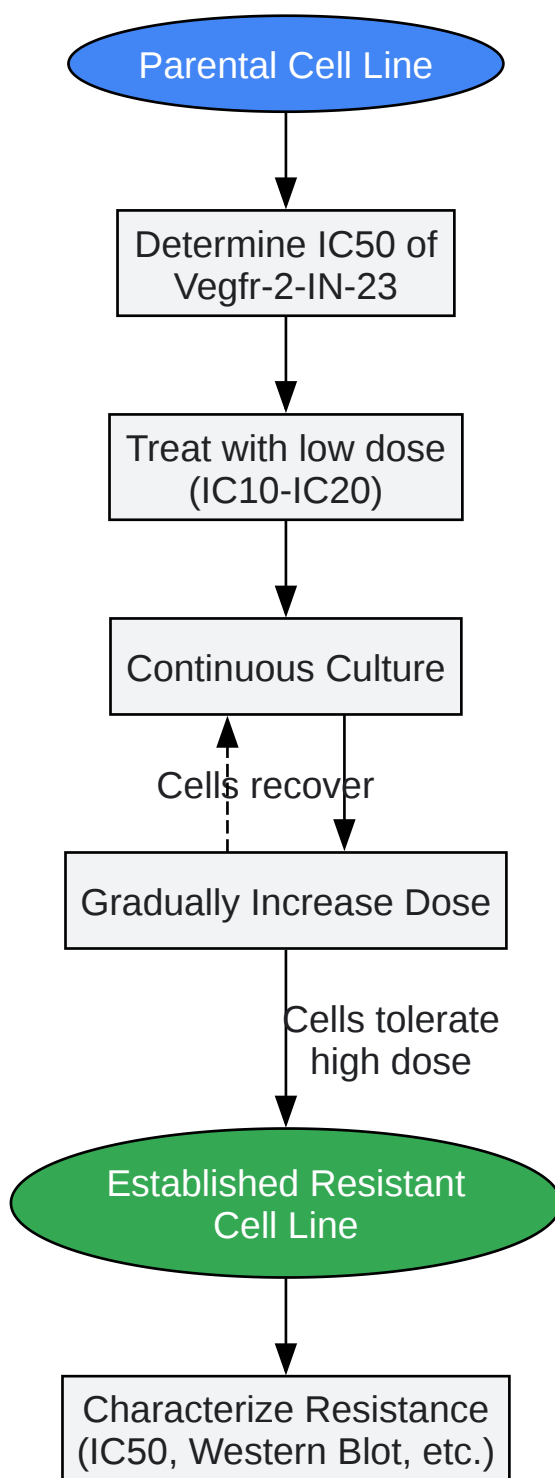 Parental Cell Line
Determine IC50 of
Vegfr-2-IN-23
Treat with low dose
(IC10-IC20)
Continuous Culture
Cells recover
Gradually Increase Dose
Cells tolerate
high dose
Established Resistant
Cell Line
Characterize Resistance
(IC50, Western Blot, etc.)